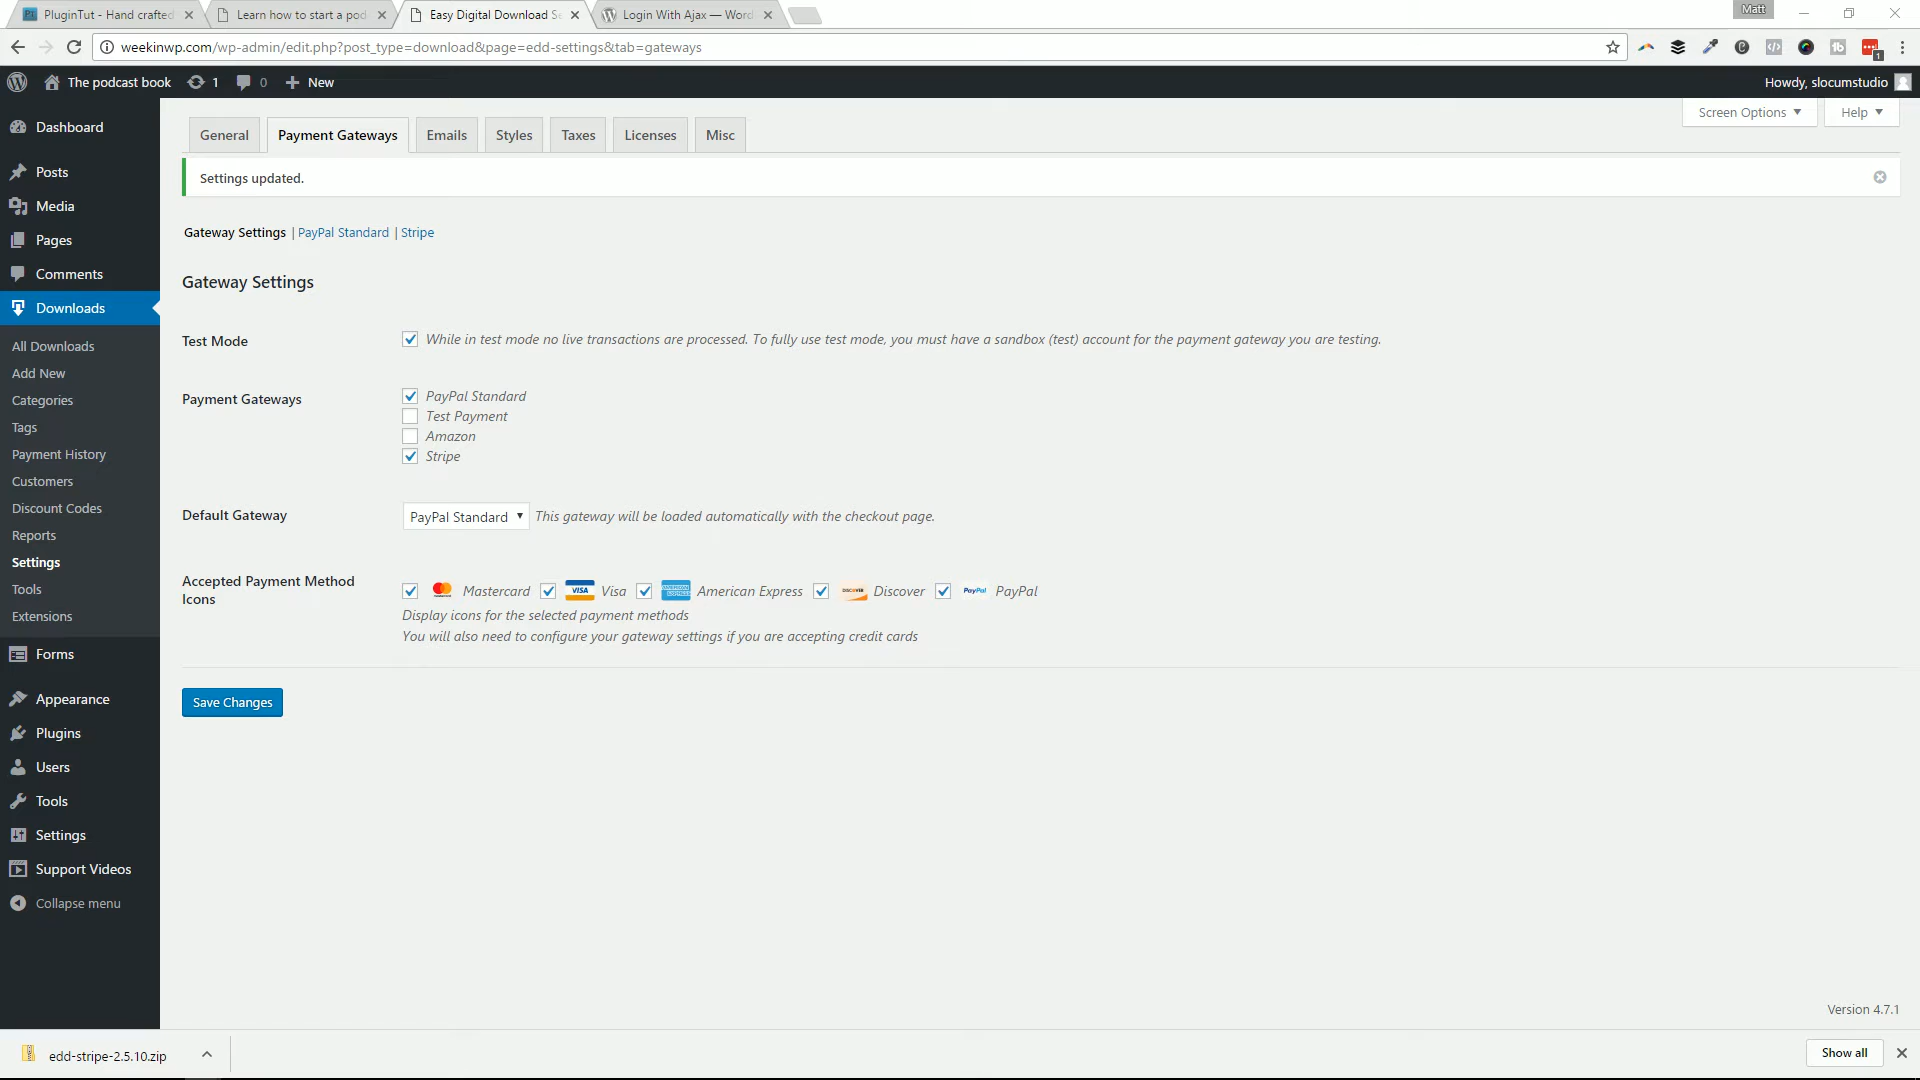 PluginTut - Hand crafted
Learn how to start a pod
Easy Digital Download S
Login With Ajax — Word
Matt
weekinwp.com/wp-admin/edit.php?post_type=download&page=edd-settings&tab=gateways
1
The podcast book
1
0
New
Howdy, slocumstudio
Screen Options
Help
Dashboard
Posts
Media
Pages
Comments
Downloads
All Downloads
Add New
Categories
Tags
Payment History
Customers
Discount Codes
Reports
Settings
Tools
Extensions
Forms
Appearance
Plugins
Users
Tools
Settings
Support Videos
Collapse menu
General
Payment Gateways
Emails
Styles
Taxes
Licenses
Misc
Settings updated.
Gateway Settings | PayPal Standard | Stripe
Gateway Settings
Test Mode
While in test mode no live transactions are processed. To fully use test mode, you must have a sandbox (test) account for the payment gateway you are testing.
Payment Gateways
PayPal Standard
Test Payment
Amazon
Stripe
Default Gateway
PayPal Standard
This gateway will be loaded automatically with the checkout page.
Accepted Payment Method
Icons
Mastercard
VISA
Visa
American Express
DISCOVER
Discover
PayPal
PayPal
Display icons for the selected payment methods
You will also need to configure your gateway settings if you are accepting credit cards
Save Changes
Version 4.7.1
edd-stripe-2.5.10.zip
Show all